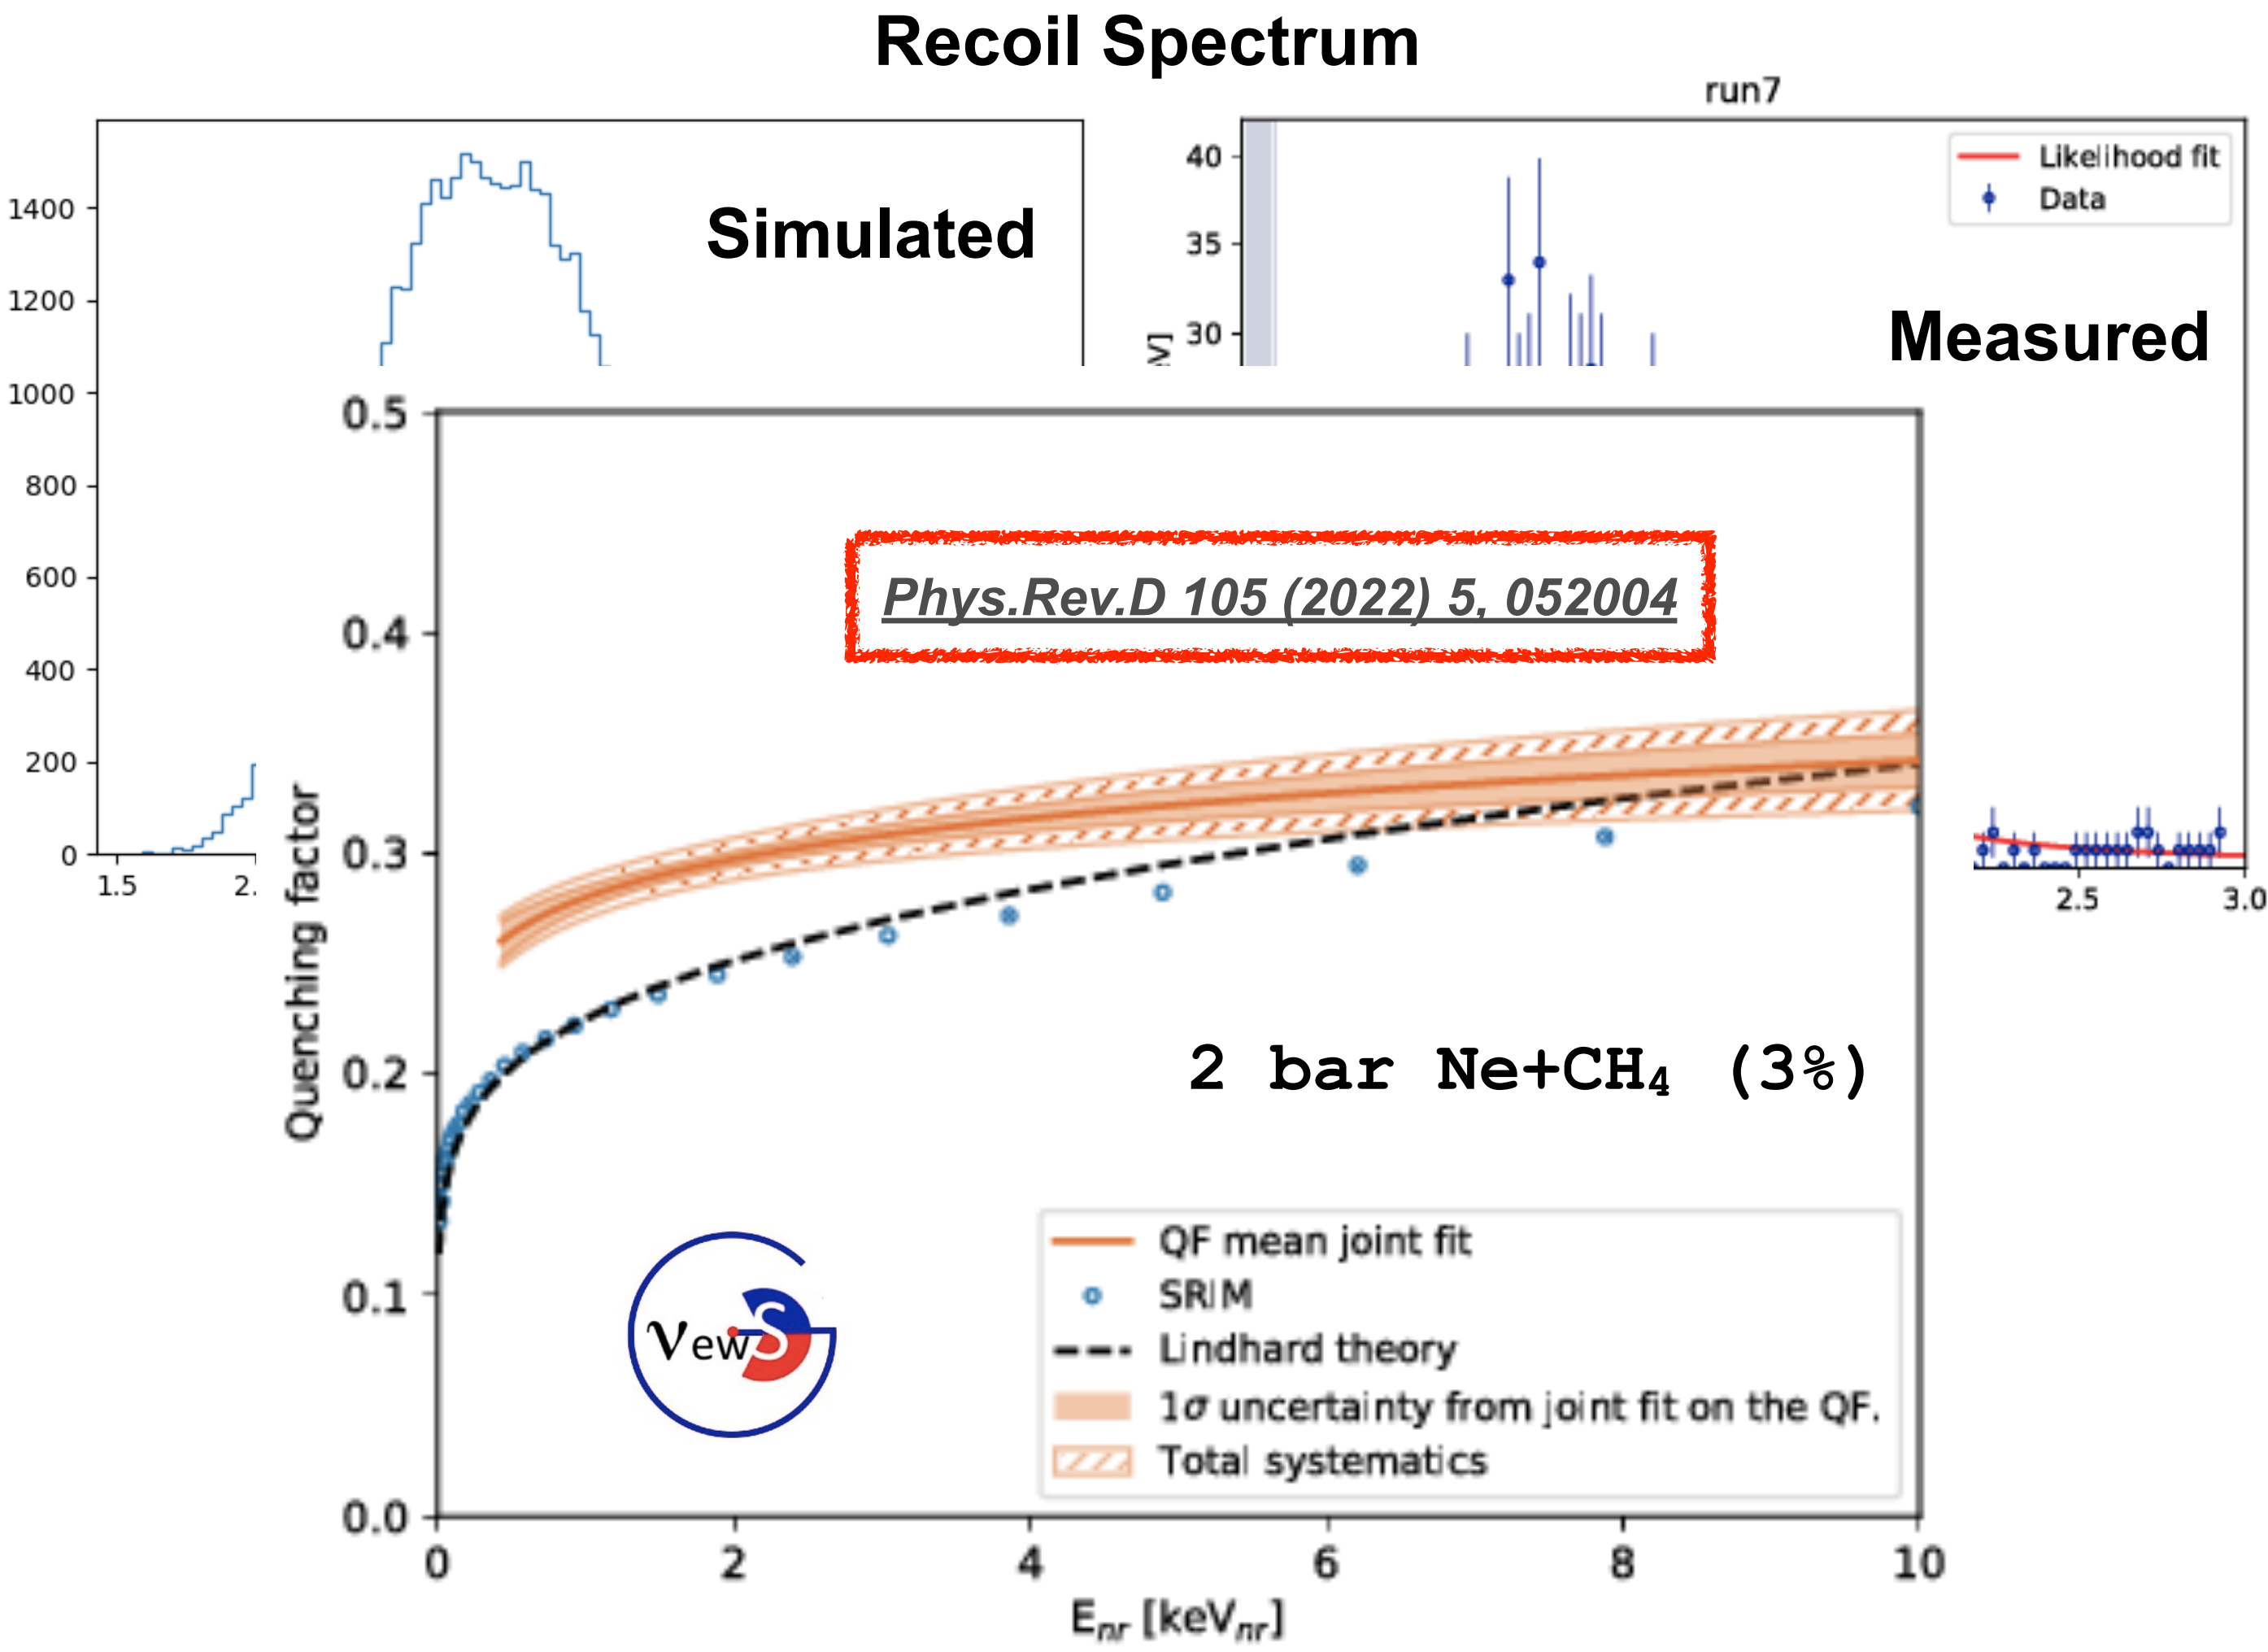 Recoil Spectrum
run7
Simulated
1400
1200
1000
800
600
400
200
0
1.5
2.
40
35
30
V]
Likelihood fit
Data
Measured
2.5
3.0
0.5
0.4
0.3
0.2
0.1
0.0
Quenching factor
Phys.Rev.D 105 (2022) 5, 052004
2 bar Ne+CH₄ (3%)
νewS
QF mean joint fit
SRIM
Lindhard theory
1σ uncertainty from joint fit on the QF.
Total systematics
0 2 4 6 8 10
Eₙᵣ [keVₙᵣ]